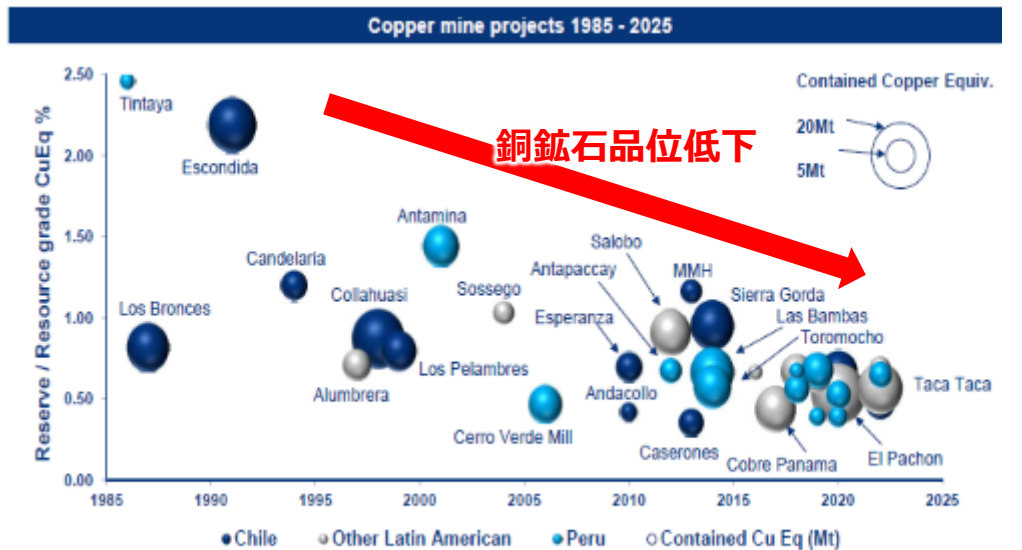 Copper mine projects 1985 - 2025
Reserve / Resource grade CuEq %
2.50
2.00
1.50
1.00
0.50
0.00
1985
1990
1995
2000
2005
2010
2015
2020
2025
Contained Copper Equiv.
20Mt
5Mt
銅鉱石品位低下
Tintaya
Escondida
Antamina
Salobo
Candelaria
Antapaccay
MMH
Collahuasi
Sossego
Sierra Gorda
Los Bronces
Esperanza
Las Bambas
Toromocho
Los Pelambres
Alumbrera
Andacollo
Taca Taca
Cerro Verde Mill
Caserones
Cobre Panama
El Pachon
Chile
Other Latin American
Peru
Contained Cu Eq (Mt)